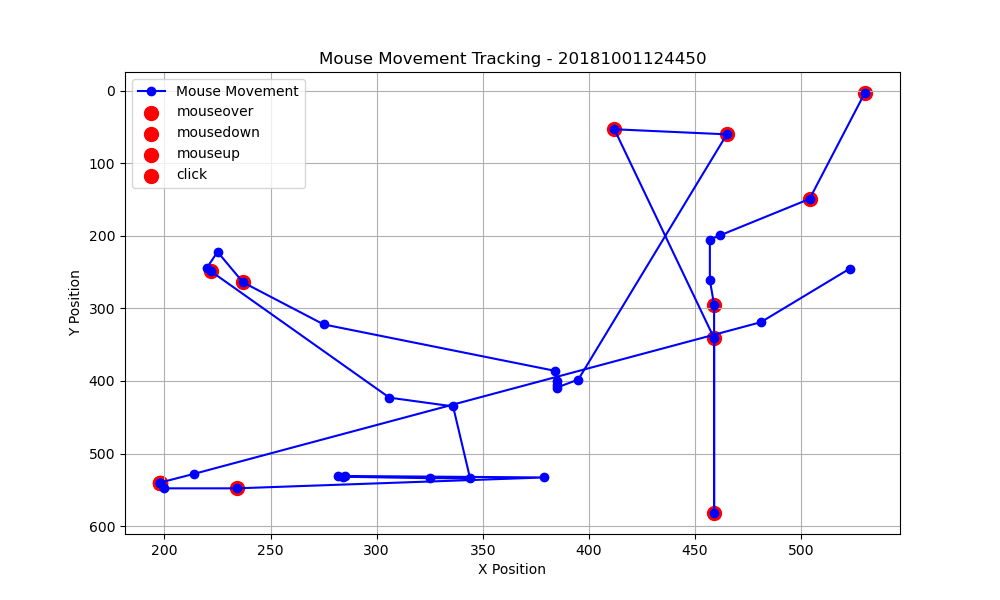 Mouse Movement Tracking - 20181001124450
Mouse Movement
mouseover
mousedown
mouseup
click
0
100
200
300
400
500
600
Y Position
200
250
300
350
400
450
500
X Position